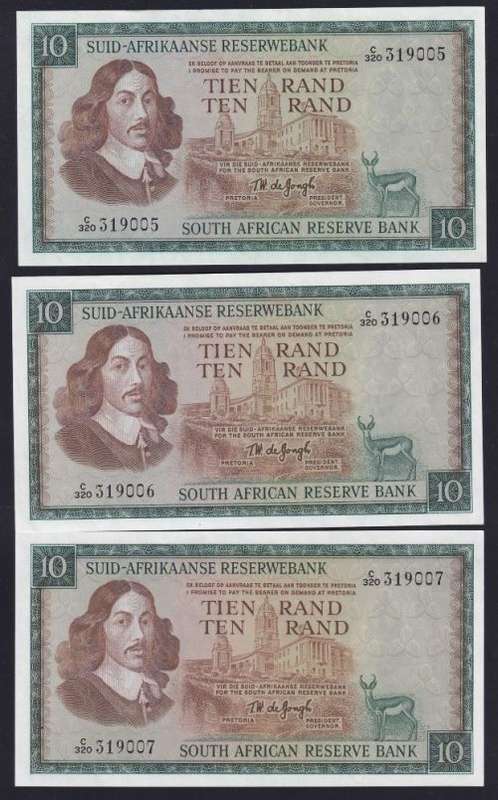 10 SUID-AFRIKAANSE RESERWEBANK C/320 319005
EK BELOOF OM AANVRAAG TE BETAAL AAN TOONDER TE PRETORIA
I PROMISE TO PAY THE BEARER ON DEMAND AT PRETORIA
TIEN RAND
TEN RAND
VIR DIE SUID-AFRIKAANSE RESERWEBANK
FOR THE SOUTH AFRICAN RESERVE BANK
T.W. de Jongh
PRETORIA PRESIDENT GOVERNOR.
C/320 319005
SOUTH AFRICAN RESERVE BANK 10
10 SUID-AFRIKAANSE RESERWEBANK
C/320 319006
EK BELOOF OM AANVRAAG TE BETAAL AAN TOONDER TE PRETORIA
I PROMISE TO PAY THE BEARER ON DEMAND AT PRETORIA
TIEN RAND
TEN RAND
VIR DIE SUID-AFRIKAANSE RESERWEBANK
FOR THE SOUTH AFRICAN RESERVE BANK
T.W. de Jongh
PRETORIA PRESIDENT GOVERNOR.
C/320 319006
SOUTH AFRICAN RESERVE BANK 10
10 SUID-AFRIKAANSE RESERWEBANK
C/320 319007
EK BELOOF OM AANVRAAG TE BETAAL AAN TOONDER TE PRETORIA
I PROMISE TO PAY THE BEARER ON DEMAND AT PRETORIA
TIEN RAND
TEN RAND
VIR DIE SUID-AFRIKAANSE RESERWEBANK
FOR THE SOUTH AFRICAN RESERVE BANK
T.W. de Jongh
PRETORIA PRESIDENT GOVERNOR.
C/320 319007
SOUTH AFRICAN RESERVE BANK 10